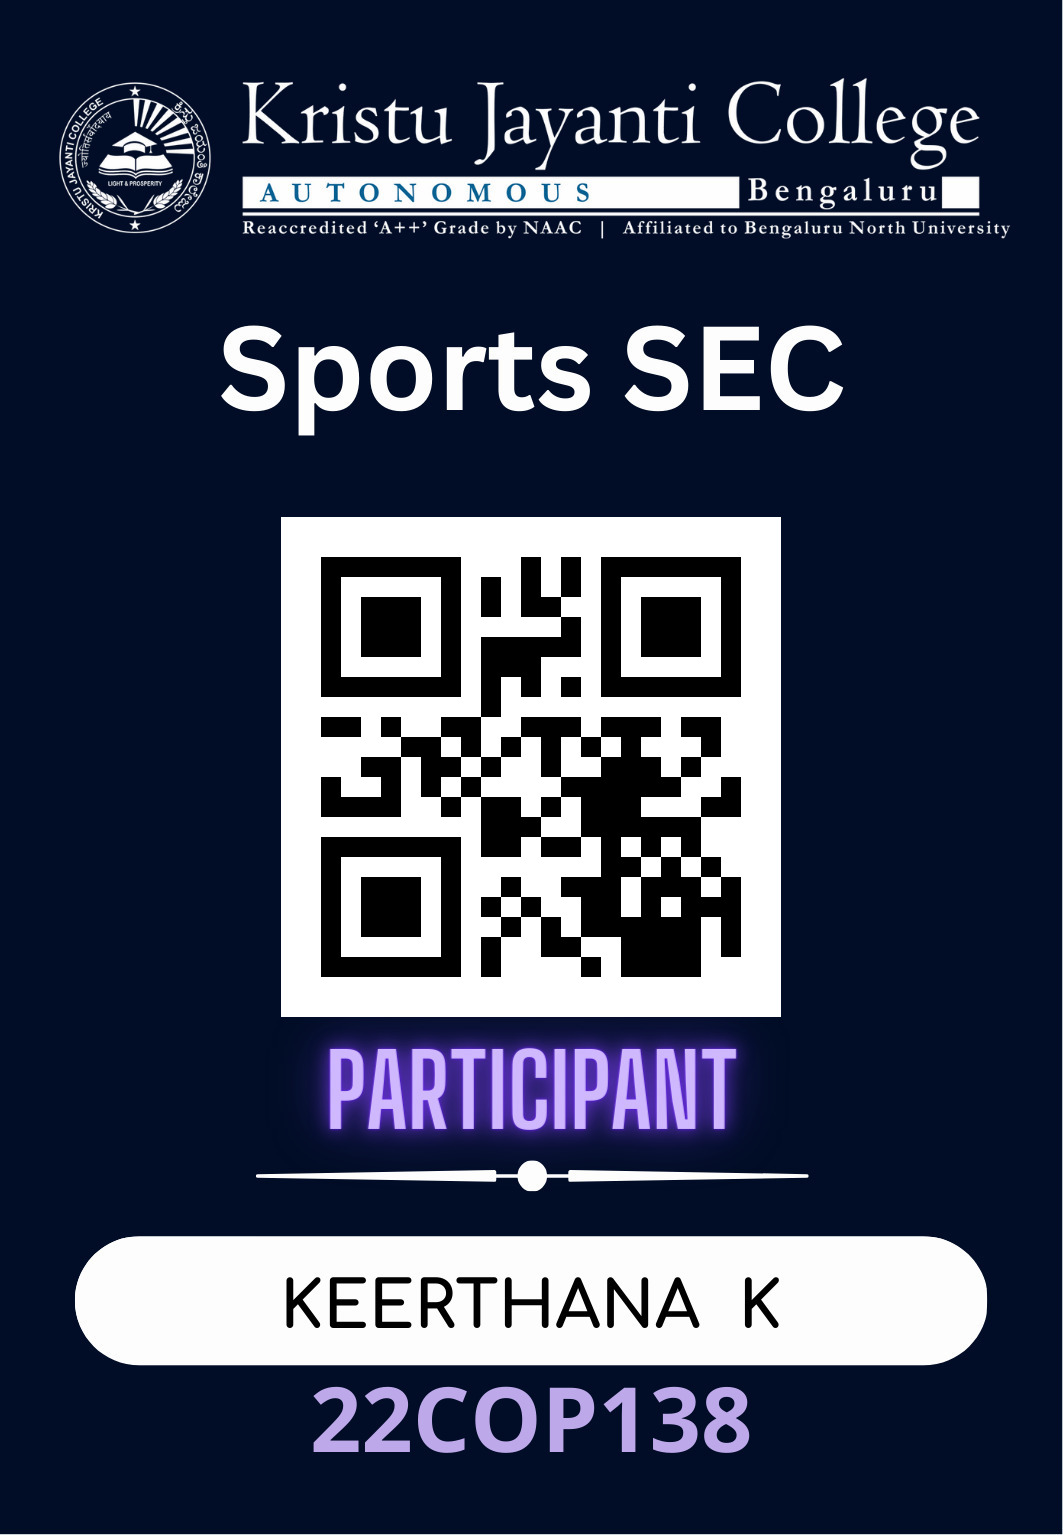 Kristu Jayanti College
AUTONOMOUS Bengaluru
Reaccredited ‘A++’ Grade by NAAC | Affiliated to Bengaluru North University
KRISTU JAYANTI COLLEGE
LIGHT & PROSPERITY
Sports SEC
PARTICIPANT
KEERTHANA K
22COP138